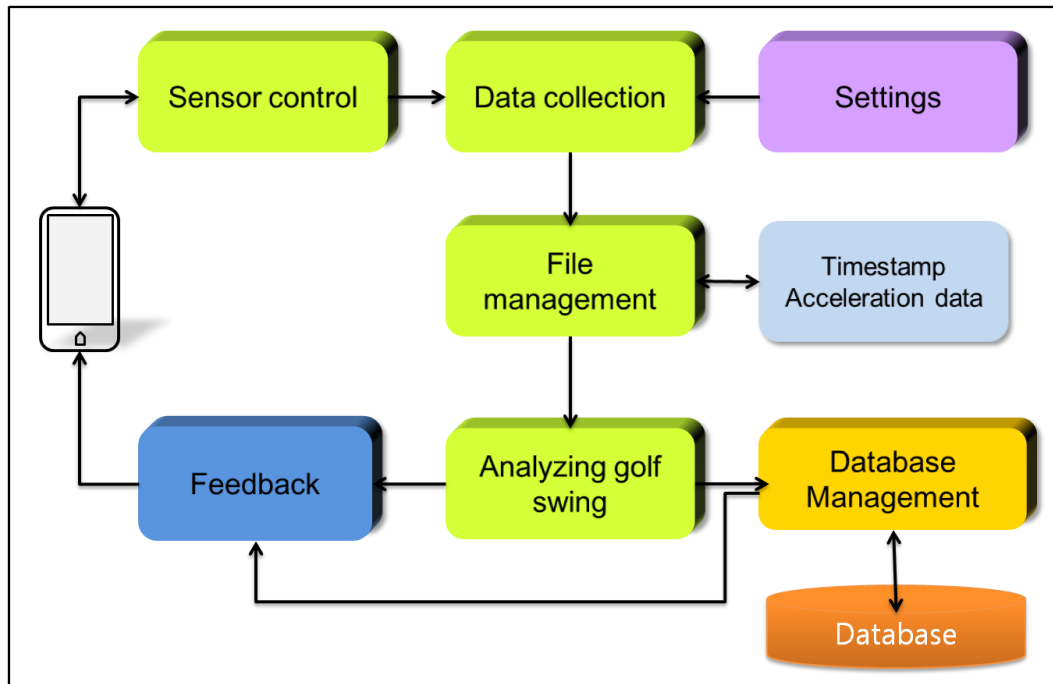 Sensor control
Data collection
Settings
File
management
Timestamp
Acceleration data
Feedback
Analyzing golf
swing
Database
Management
Database